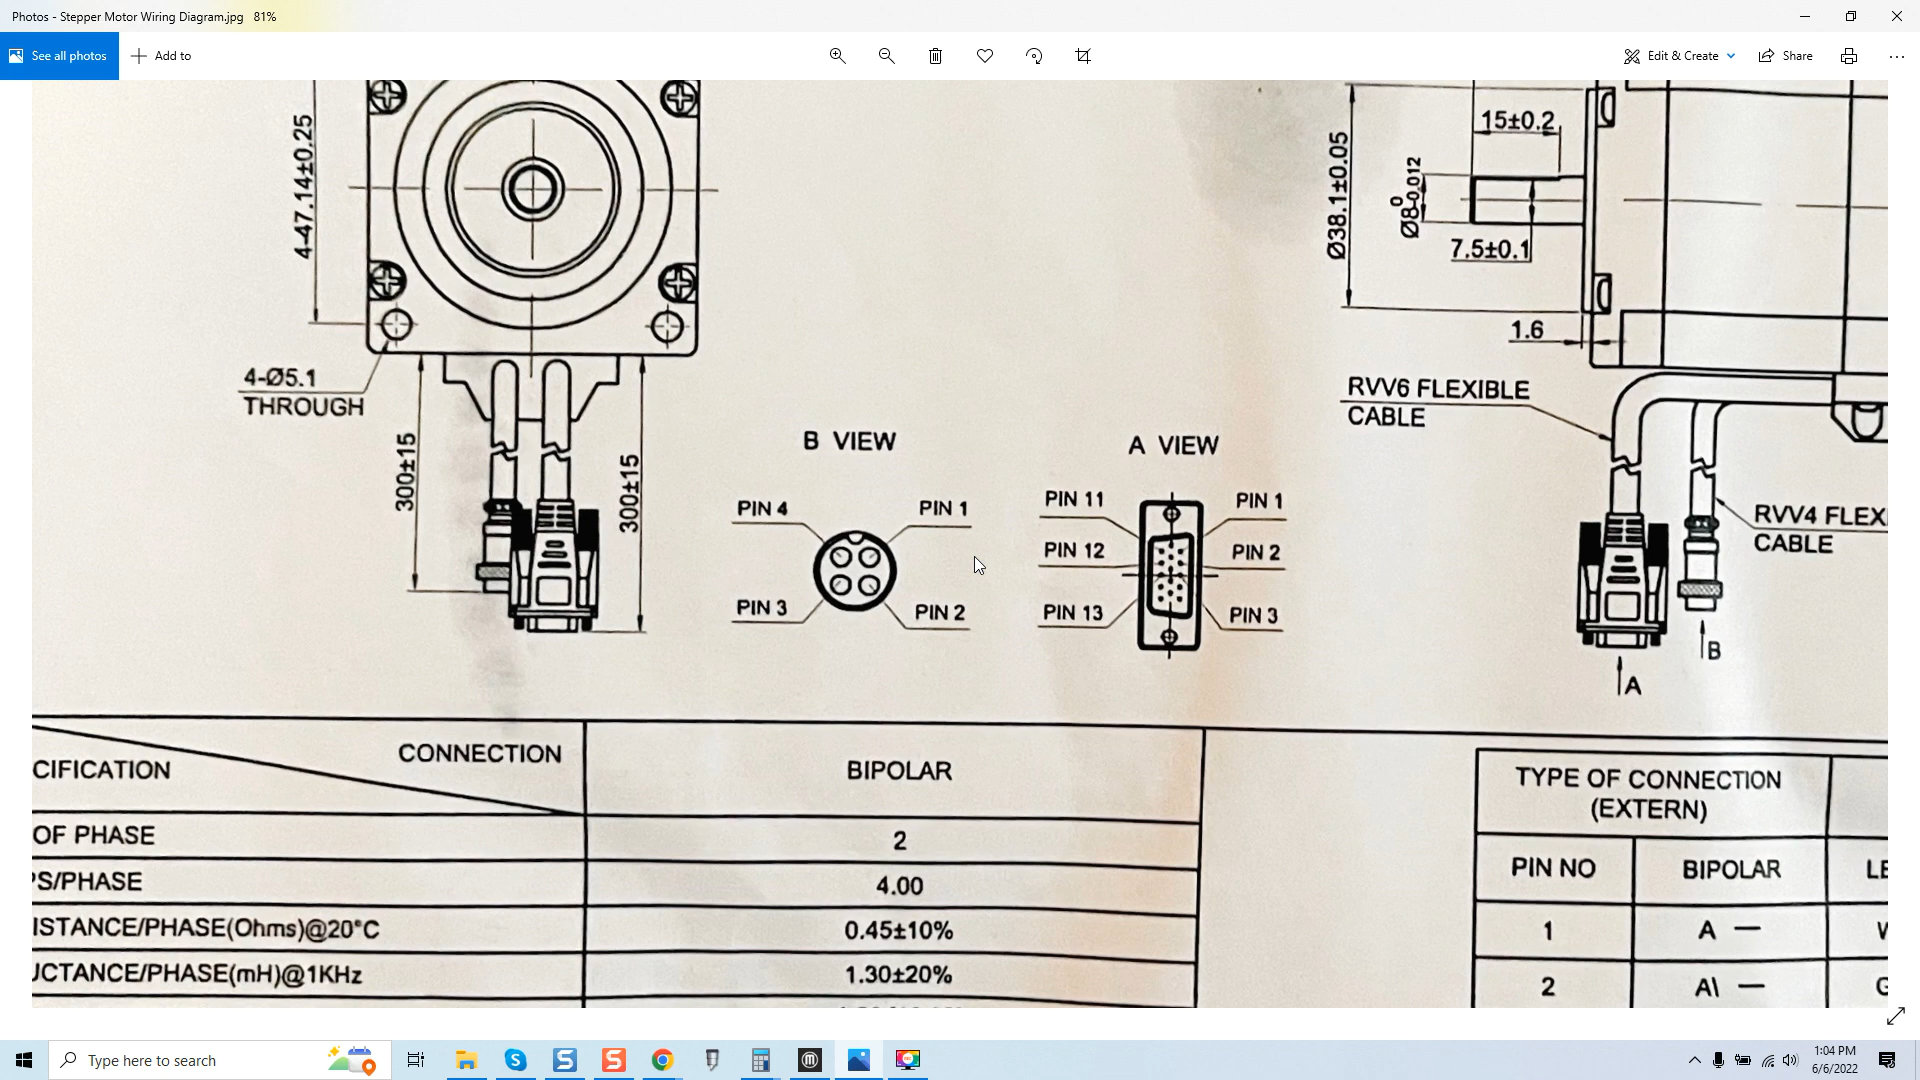 Photos - Stepper Motor Wiring Diagram.jpg 81%
See all photos
Add to
Edit & Create
Share
4-47.14±0.25
4-Ø5.1
THROUGH
300±15
300±15
B VIEW
PIN 4
PIN 1
PIN 3
PIN 2
A VIEW
PIN 11
PIN 1
PIN 12
PIN 2
PIN 13
PIN 3
15±0.2
Ø38.1±0.05
Ø8 0 -0.012
7.5±0.1
1.6
RVV6 FLEXIBLE
CABLE
RVV4 FLEX
CABLE
A
B
CIFICATION
CONNECTION
BIPOLAR
OF PHASE
2
PS/PHASE
4.00
ISTANCE/PHASE(Ohms)@20°C
0.45±10%
UCTANCE/PHASE(mH)@1KHz
1.30±20%
TYPE OF CONNECTION
(EXTERN)
PIN NO
BIPOLAR
LE
1
A —
2
A\ —
G
Type here to search
1:04 PM
6/6/2022